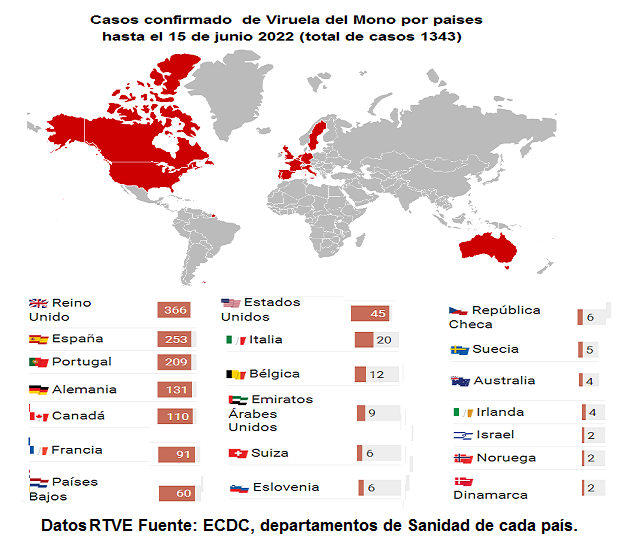 Casos confirmado de Viruela del Mono por paises
hasta el 15 de junio 2022 (total de casos 1343)
Reino
Unido
366
España
253
Portugal
209
Alemania
131
Canadá
110
Francia
91
Países
Bajos
60
Estados
Unidos
45
Italia
20
Bélgica
12
Emiratos
Árabes
Unidos
9
Suiza
6
Eslovenia
6
República
Checa
6
Suecia
5
Australia
4
Irlanda
4
Israel
2
Noruega
2
Dinamarca
2
Datos RTVE Fuente: ECDC, departamentos de Sanidad de cada país.